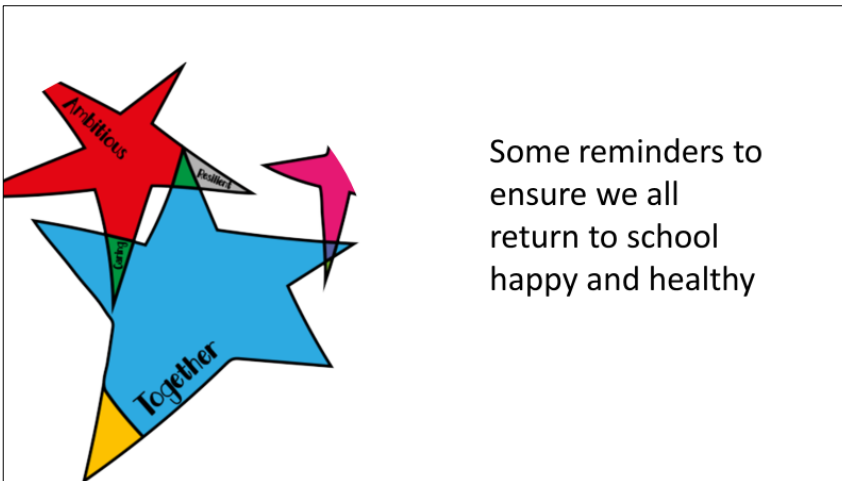 Ambitious
Resilient
Caring
Together
Some reminders to
ensure we all
return to school
happy and healthy